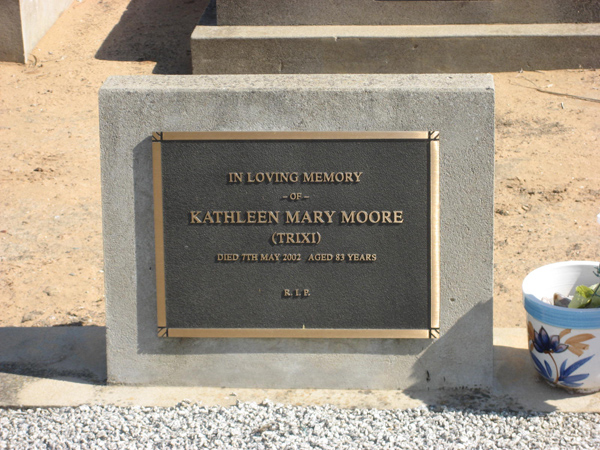 IN LOVING MEMORY
- OF -
KATHLEEN MARY MOORE
(TRIXI)
DIED 7TH MAY 2002 AGED 83 YEARS
R. I. P.